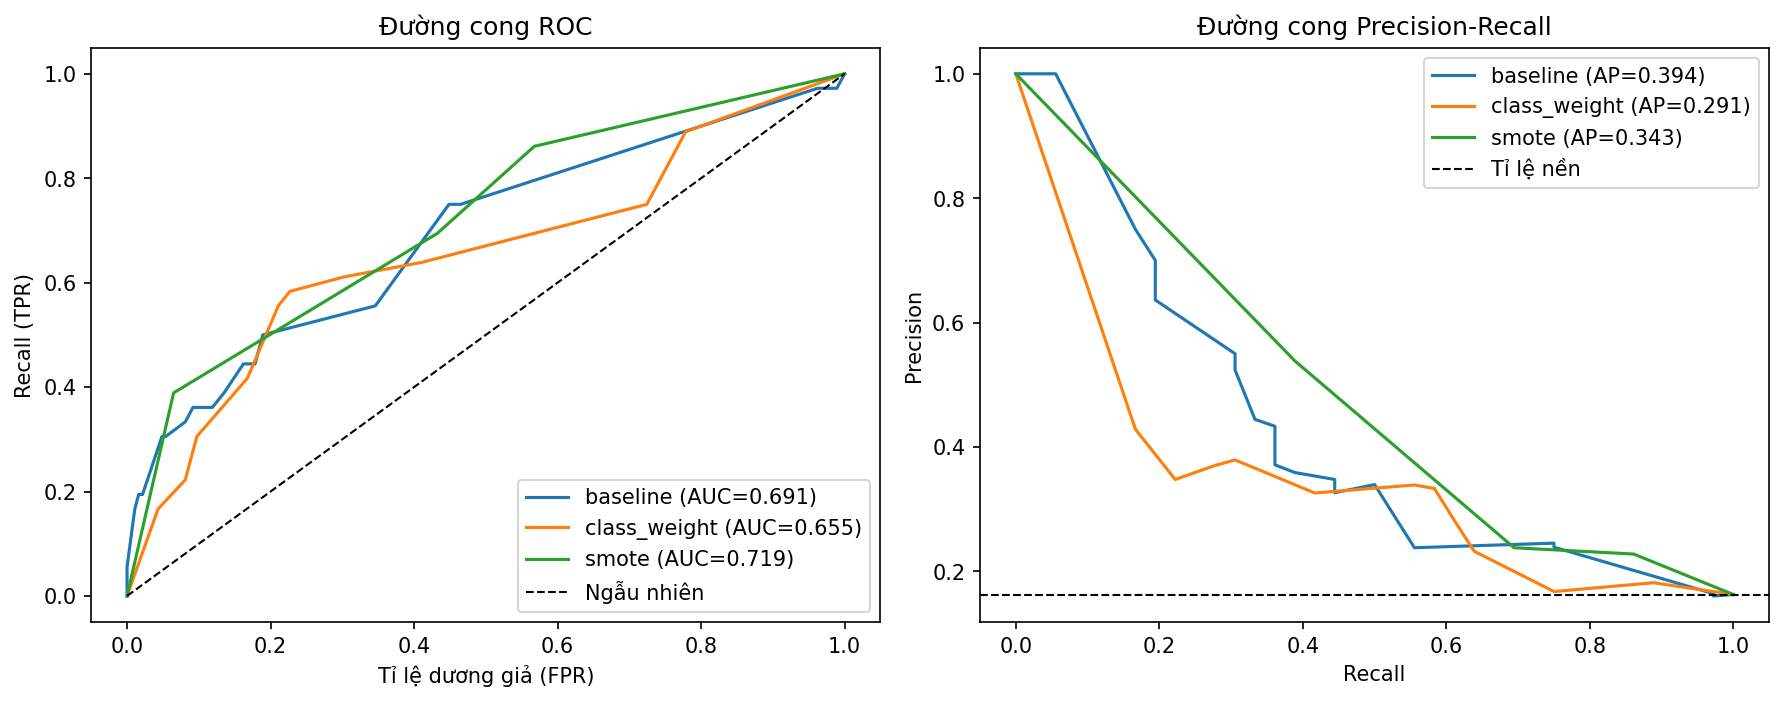 Đường cong ROC
Recall (TPR)
1.0
0.8
0.6
0.4
0.2
0.0
0.0 0.2 0.4 0.6 0.8 1.0
Tỉ lệ dương giả (FPR)
baseline (AUC=0.691)
class_weight (AUC=0.655)
smote (AUC=0.719)
Ngẫu nhiên
Đường cong Precision-Recall
Precision
1.0
0.8
0.6
0.4
0.2
0.0 0.2 0.4 0.6 0.8 1.0
Recall
baseline (AP=0.394)
class_weight (AP=0.291)
smote (AP=0.343)
Tỉ lệ nền